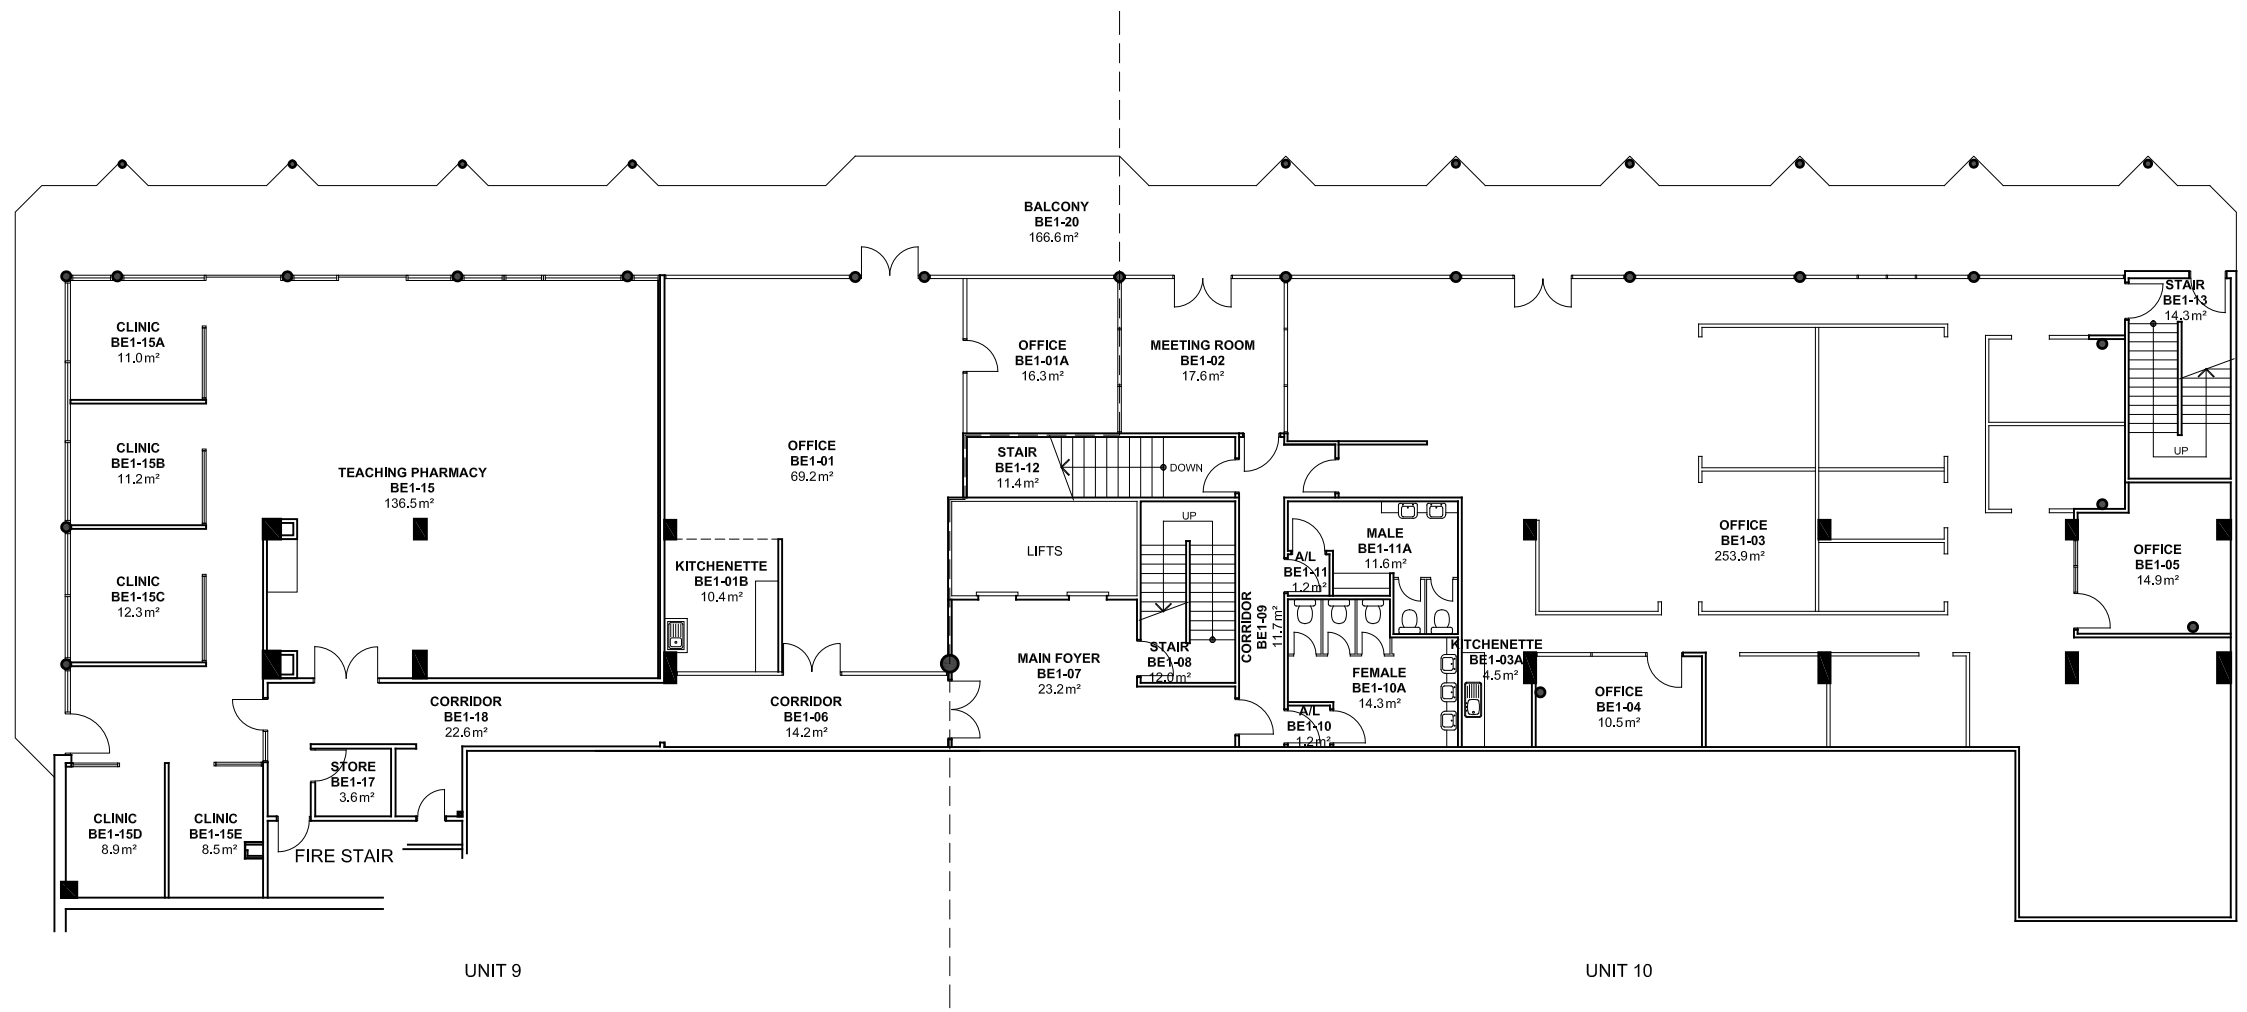 BALCONY
BE1-20
166.6m²
CLINIC
BE1-15A
11.0m²
CLINIC
BE1-15B
11.2m²
CLINIC
BE1-15C
12.3m²
TEACHING PHARMACY
BE1-15
136.5m²
OFFICE
BE1-01
69.2m²
KITCHENETTE
BE1-01B
10.4m²
OFFICE
BE1-01A
16.3m²
MEETING ROOM
BE1-02
17.6m²
STAIR
BE1-12
11.4m²
DOWN
LIFTS
UP
STAIR
BE1-08
12.0m²
MAIN FOYER
BE1-07
23.2m²
CORRIDOR
BE1-09
11.7m²
A/L
BE1-11
1.2m²
MALE
BE1-11A
11.6m²
FEMALE
BE1-10A
14.3m²
A/L
BE1-10
1.2m²
KITCHENETTE
BE1-03A
4.5m²
OFFICE
BE1-04
10.5m²
OFFICE
BE1-03
253.9m²
STAIR
BE1-13
14.3m²
UP
OFFICE
BE1-05
14.9m²
CORRIDOR
BE1-18
22.6m²
CORRIDOR
BE1-06
14.2m²
STORE
BE1-17
3.6m²
CLINIC
BE1-15D
8.9m²
CLINIC
BE1-15E
8.5m²
FIRE STAIR
UNIT 9
UNIT 10